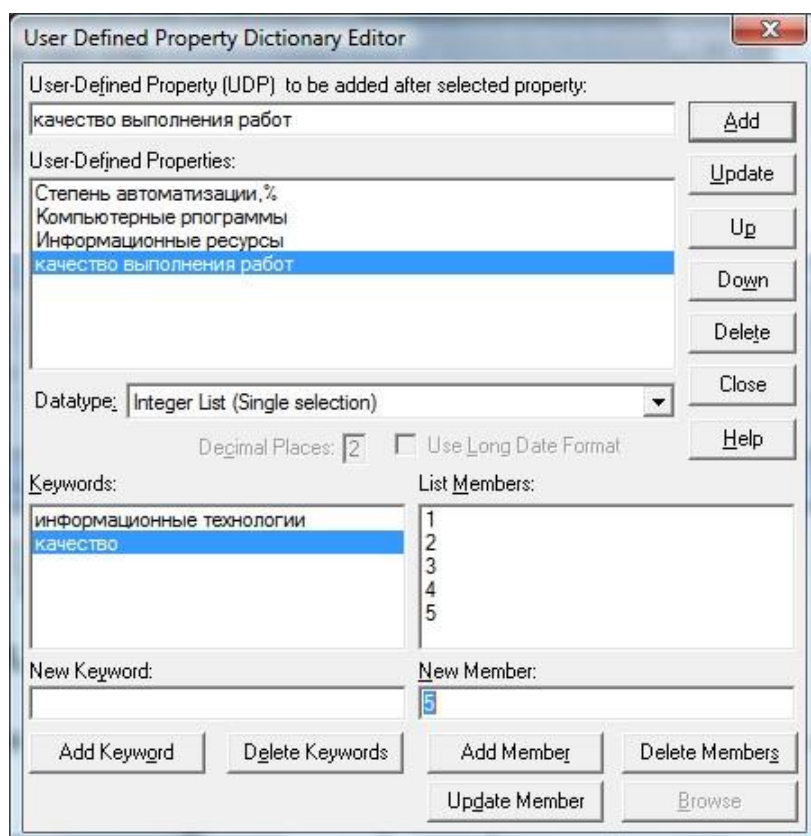 User Defined Property Dictionary Editor
User-Defined Property (UDP) to be added after selected property:
качество выполнения работ
Add
User-Defined Properties:
Update
Степень автоматизации,%
Компьютерные рпограммы
Информационные ресурсы
качество выполнения работ
Up
Down
Delete
Close
Datatype: Integer List (Single selection)
Decimal Places: 2 Use Long Date Format
Help
Keywords:
List Members:
информационные технологии
качество
1
2
3
4
5
New Keyword:
New Member:
5
Add Keyword
Delete Keywords
Add Member
Delete Members
Update Member
Browse